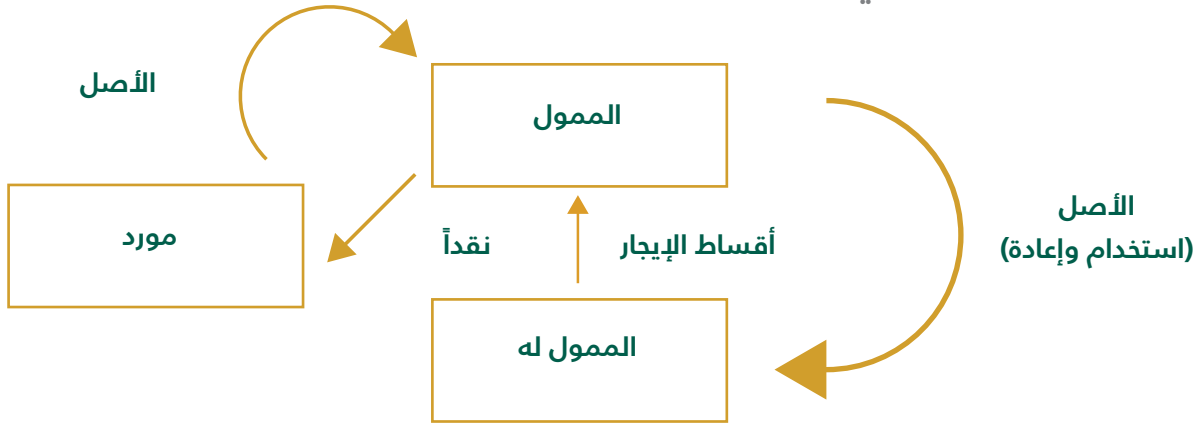 الأصل
الممول
مورد
نقداً
أقساط الإيجار
الأصل
(استخدام وإعادة)
الممول له